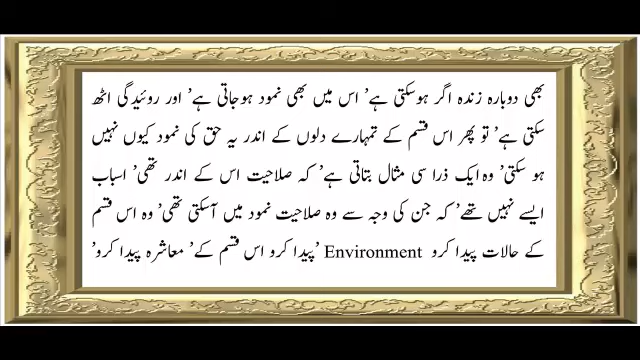 بھی دوبارہ زندہ اگر ہوسکتی ہے’ اس میں بھی نمود ہوجاتی ہے’ اور روئیدگی اٹھ
سکتی ہے’ تو پھر اس قسم کے تمہارے دلوں کے اندر یہ حق کی نمود کیوں نہیں
ہو سکتی’ وہ ایک ذرا سی مثال بتاتی ہے’ کہ صلاحیت اس کے اندر تھی’ اسباب
ایسے نہیں تھے’ کہ جن کی وجہ سے وہ صلاحیت نمود میں آسکتی تھی’ وہ اس قسم
کے حالات پیدا کرو Environment ’پیدا کرو اس قسم کے’ معاشرہ پیدا کرو’